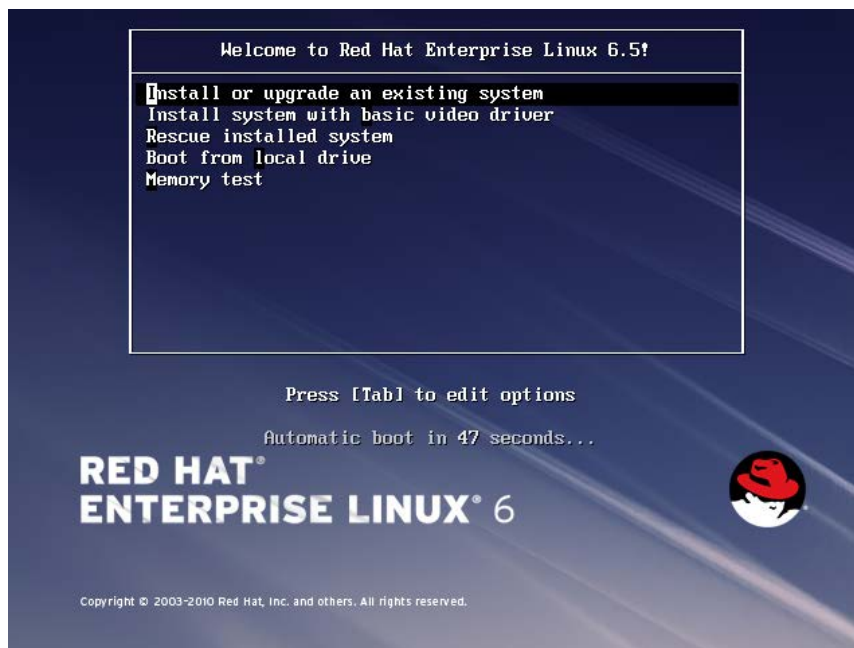 Welcome to Red Hat Enterprise Linux 6.5!
Install or upgrade an existing system
Install system with basic video driver
Rescue installed system
Boot from local drive
Memory test
Press [Tab] to edit options
Automatic boot in 47 seconds...
RED HAT®
ENTERPRISE LINUX® 6
Copyright © 2003-2010 Red Hat, Inc. and others. All rights reserved.